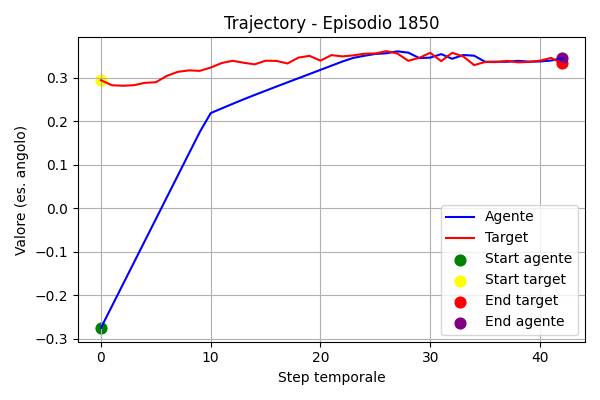 Trajectory - Episodio 1850
Valore (es. angolo)
0.3
0.2
0.1
0.0
−0.1
−0.2
−0.3
0
10
20
30
40
Step temporale
Agente
Target
Start agente
Start target
End target
End agente